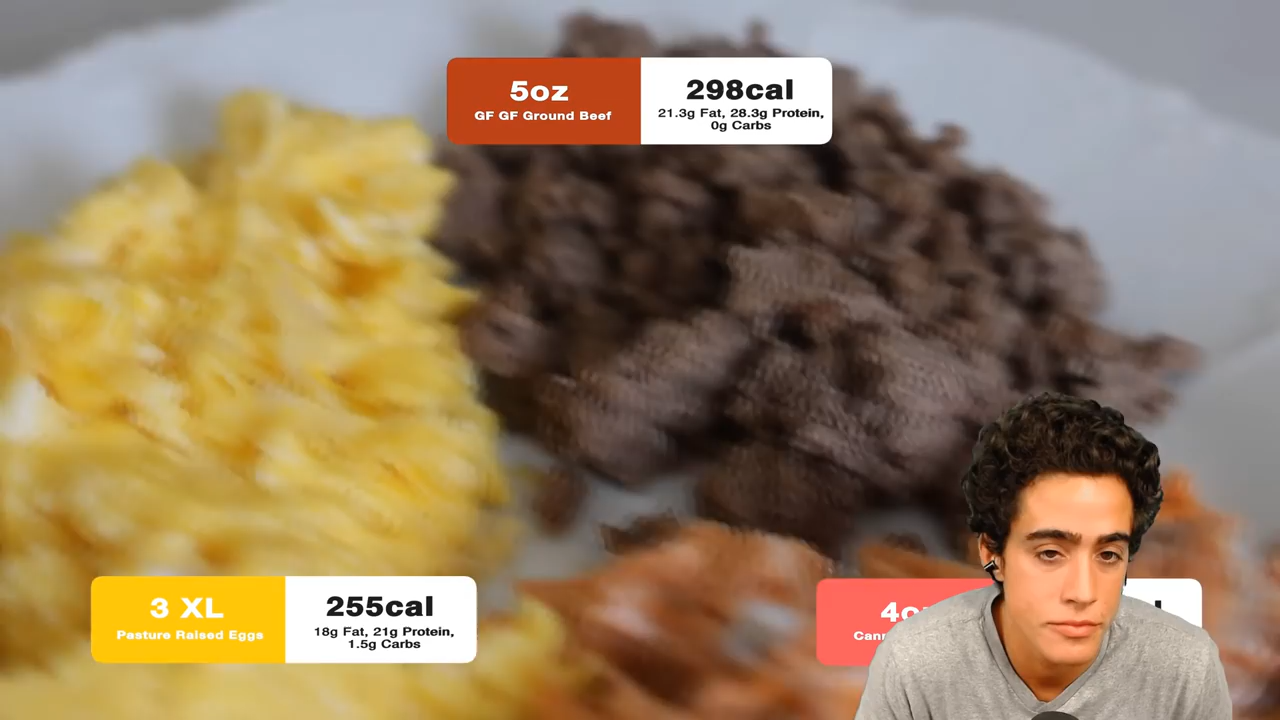 5oz
GF GF Ground Beef
298cal
21.3g Fat, 28.3g Protein,
0g Carbs
3 XL
Pasture Raised Eggs
255cal
18g Fat, 21g Protein,
1.5g Carbs